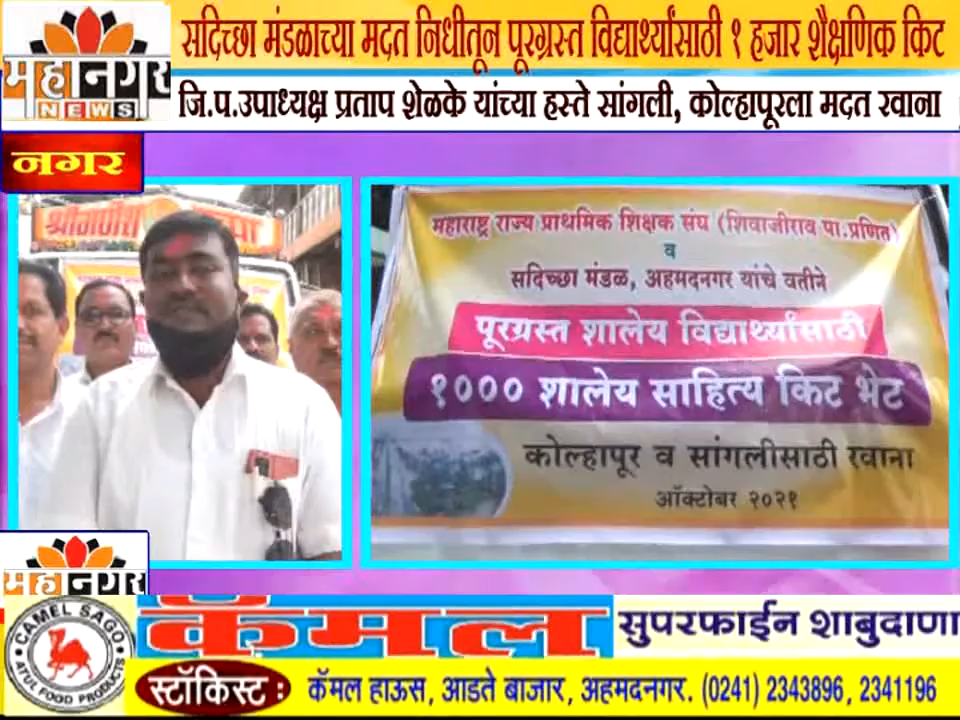 सदिच्छा मंडळाच्या मदत निधीतून पूरग्रस्त विद्यार्थ्यांसाठी १ हजार शैक्षणिक किट
महानगर
NEWS
जि.प.उपाध्यक्ष प्रताप शेळके यांच्या हस्ते सांगली, कोल्हापूरला मदत रवाना
नगर
श्रीगणेश
महाराष्ट्र राज्य प्राथमिक शिक्षक संघ (शिवाजीराव पा.प्रणित)
व
सदिच्छा मंडळ, अहमदनगर यांचे वतीने
पूरग्रस्त शालेय विद्यार्थ्यांसाठी
१००० शालेय साहित्य किट भेट
कोल्हापूर व सांगलीसाठी रवाना
ऑक्टोबर २०२१
महानगर
CAMEL SAGO
ATUL FOOD PRODUCTS
कॅमल
सुपरफाईन शाबुदाणा
स्टॉकिस्ट :
कॅमल हाऊस, आडते बाजार, अहमदनगर. (0241) 2343896, 2341196